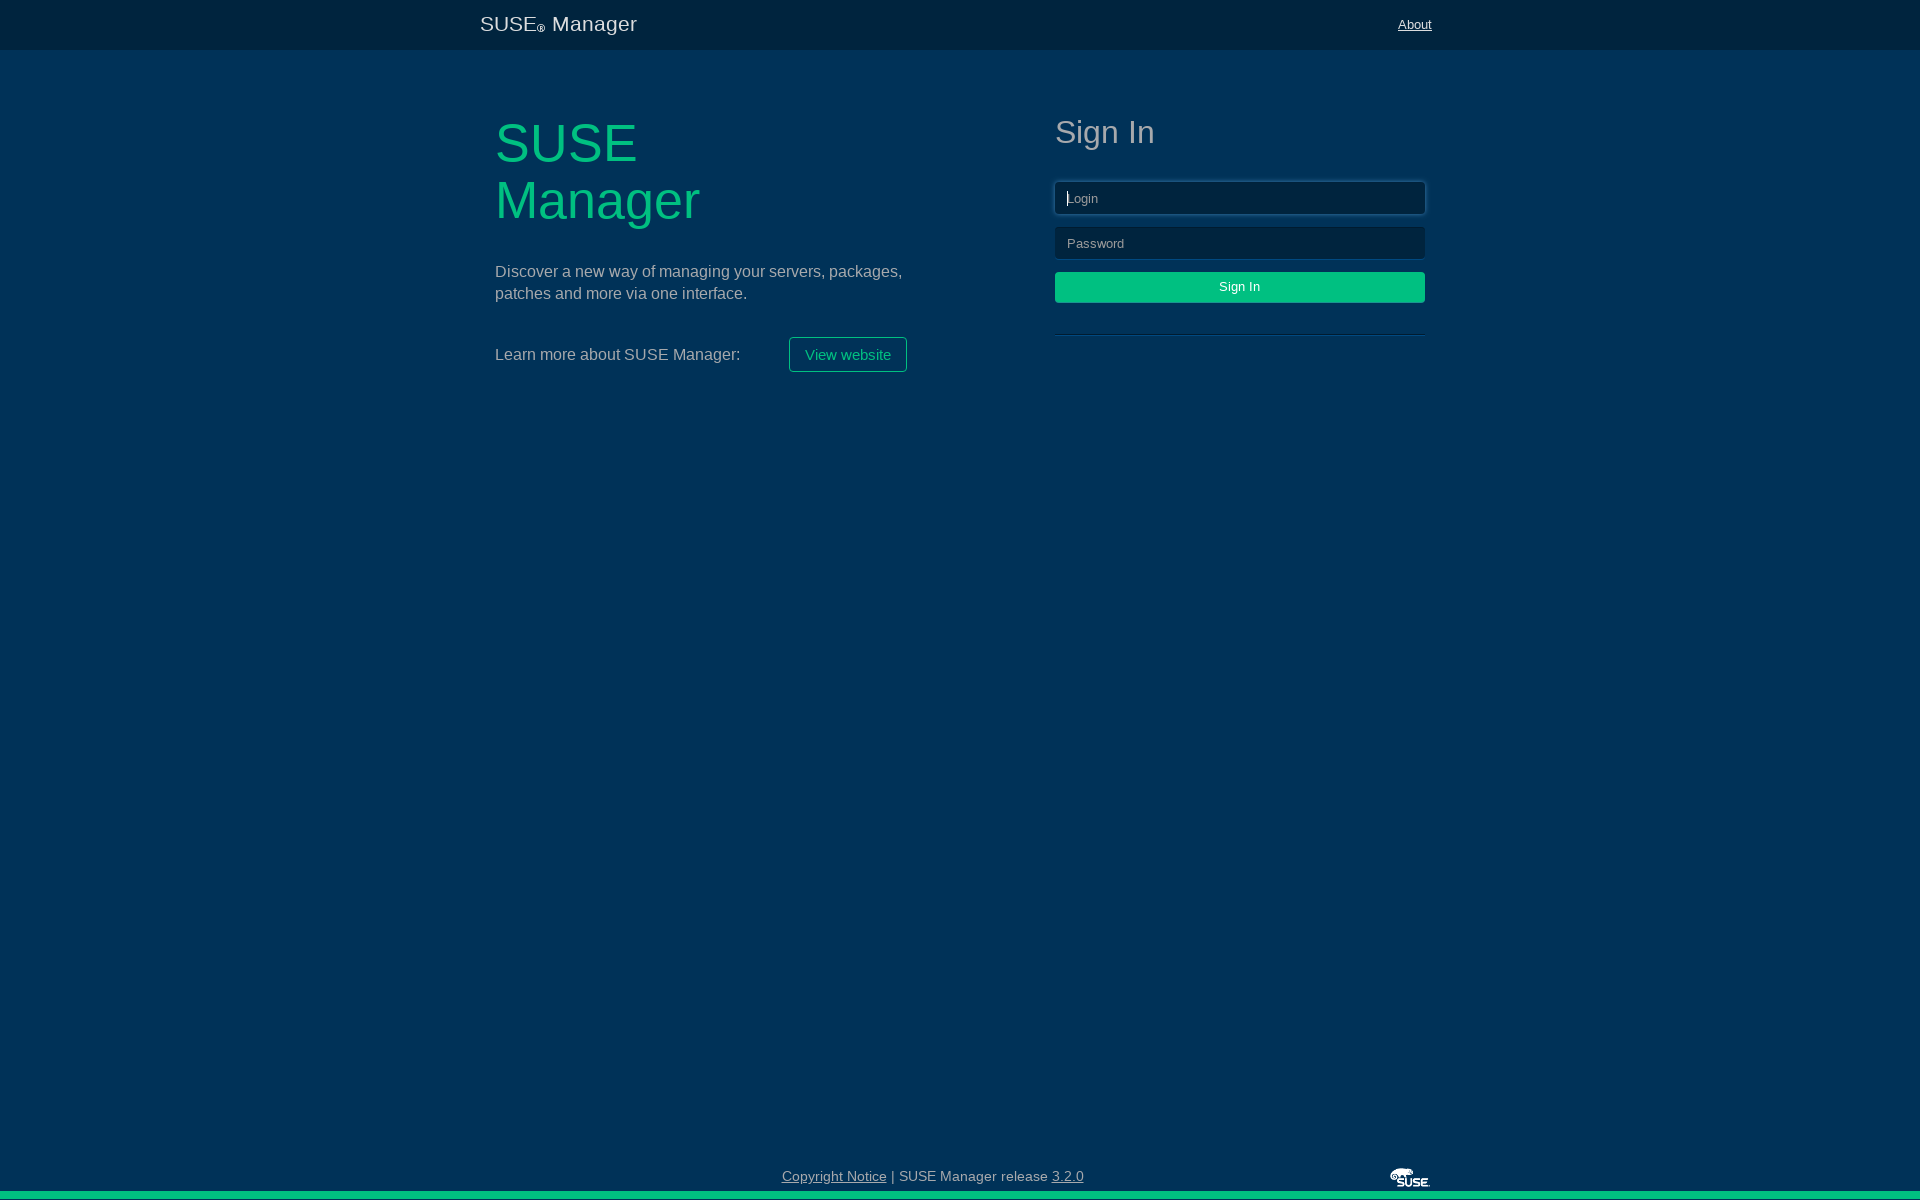 SUSE® Manager
About
SUSE
Manager
Discover a new way of managing your servers, packages,
patches and more via one interface.
Learn more about SUSE Manager:
View website
Sign In
Login
Password
Sign In
Copyright Notice | SUSE Manager release 3.2.0
SUSE